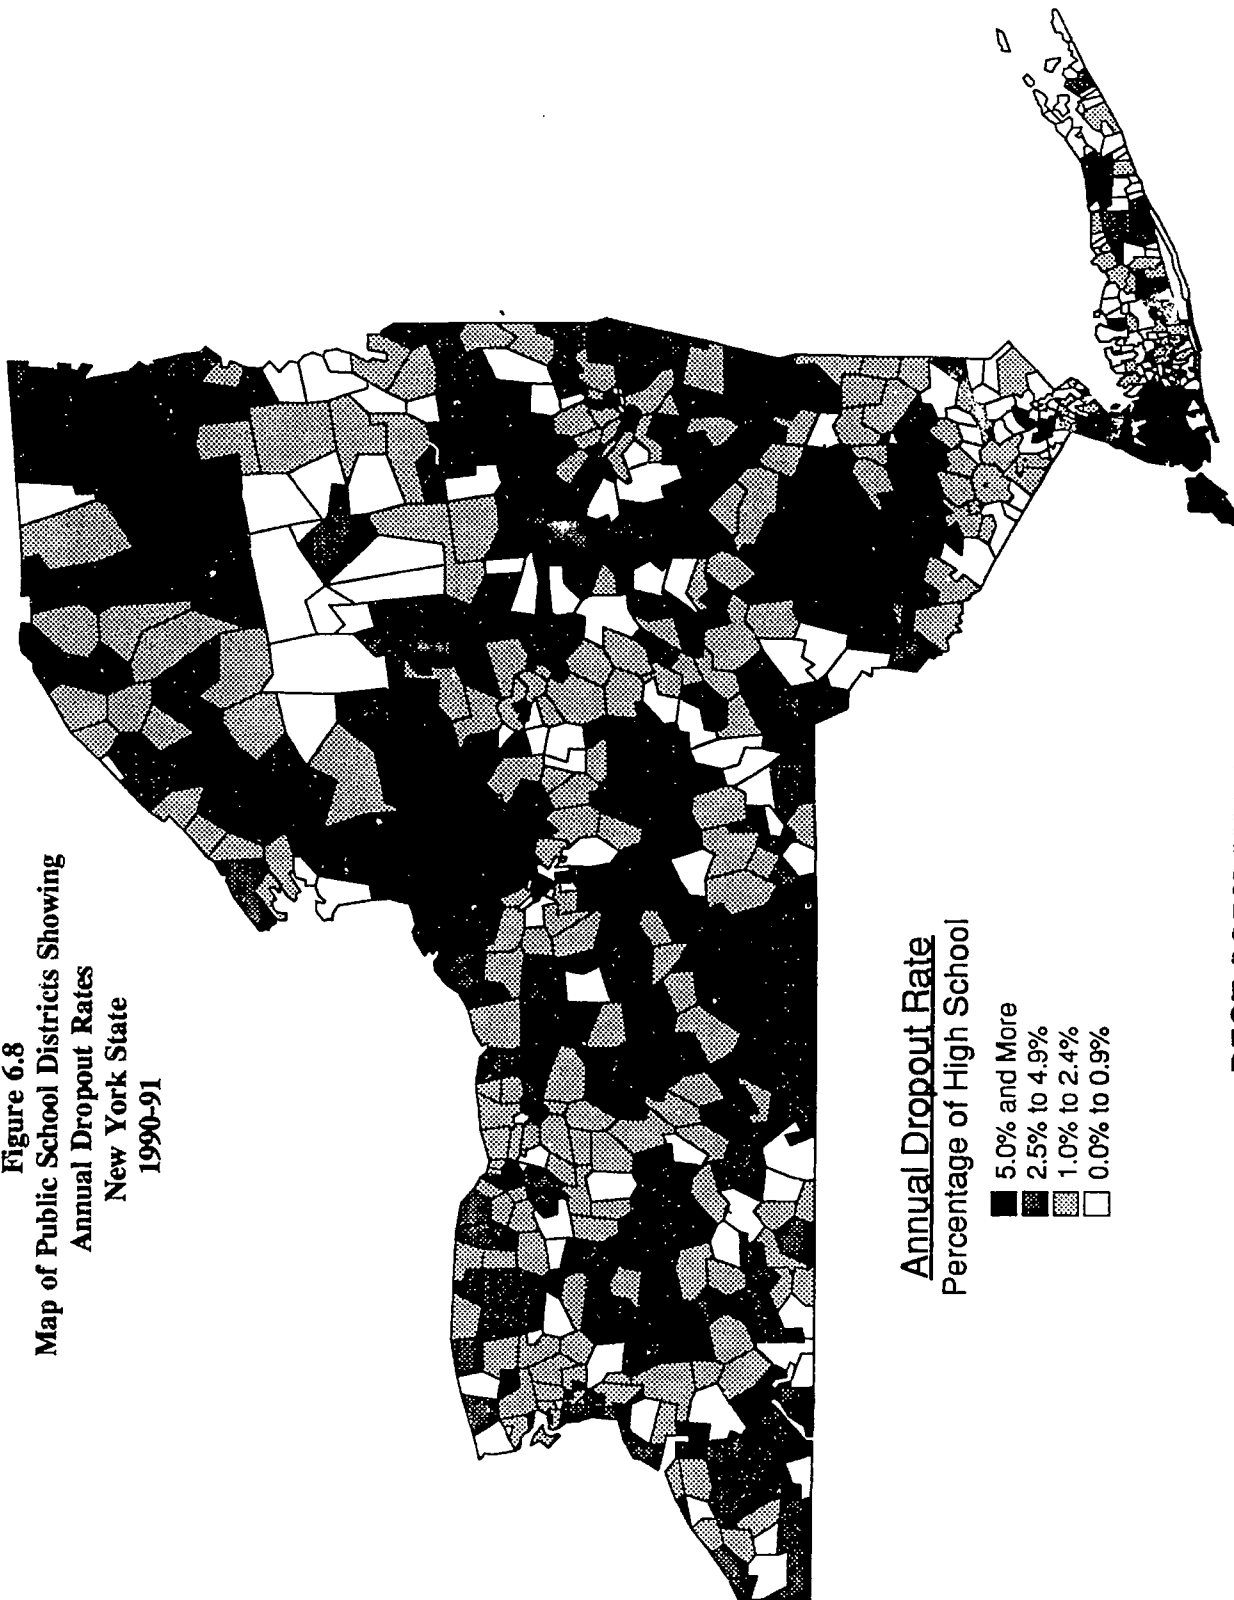 Figure 6.8
Map of Public School Districts Showing
Annual Dropout Rates
New York State
1990-91
Annual Dropout Rate
Percentage of High School
5.0% and More
2.5% to 4.9%
1.0% to 2.4%
0.0% to 0.9%